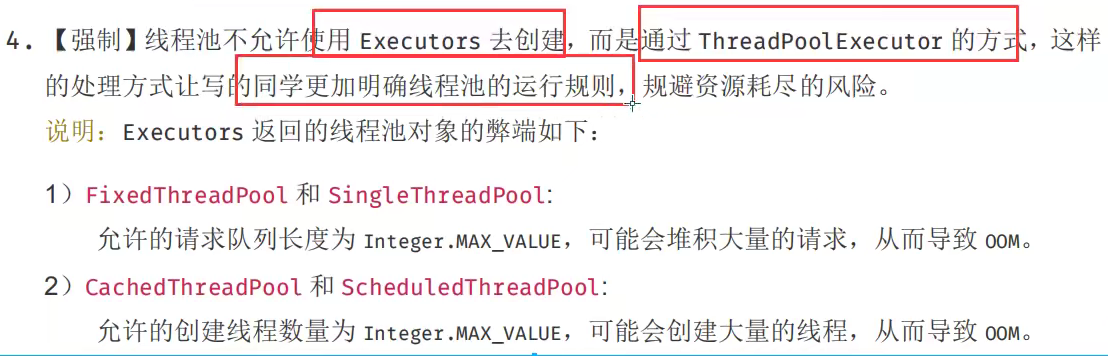 4. 【强制】线程池不允许使用 Executors 去创建，而是通过 ThreadPoolExecutor 的方式，这样
的处理方式让写的同学更加明确线程池的运行规则，规避资源耗尽的风险。
说明：Executors 返回的线程池对象的弊端如下：
1）FixedThreadPool 和 SingleThreadPool:
允许的请求队列长度为 Integer.MAX_VALUE，可能会堆积大量的请求，从而导致 OOM。
2）CachedThreadPool 和 ScheduledThreadPool:
允许的创建线程数量为 Integer.MAX_VALUE，可能会创建大量的线程，从而导致 OOM。